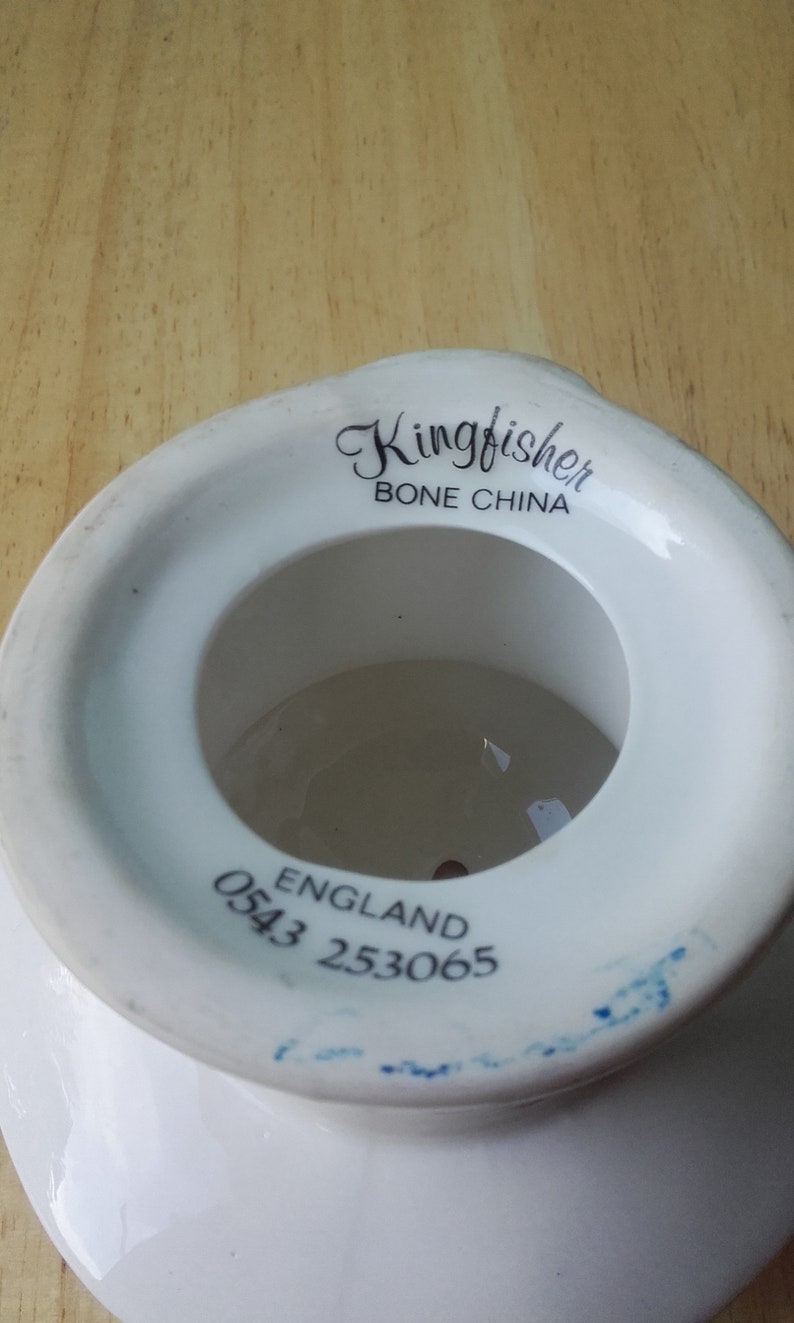 Kingfisher
BONE CHINA
ENGLAND
0543 253065